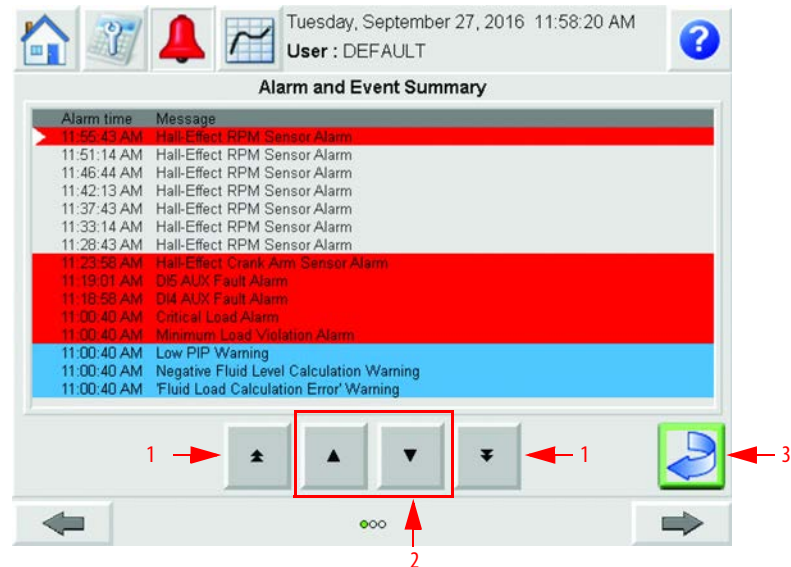 Tuesday, September 27, 2016 11:58:20 AM
User : DEFAULT
?
Alarm and Event Summary
Alarm time Message
11:55:43 AM Hall-Effect RPM Sensor Alarm
11:51:14 AM Hall-Effect RPM Sensor Alarm
11:46:44 AM Hall-Effect RPM Sensor Alarm
11:42:13 AM Hall-Effect RPM Sensor Alarm
11:37:43 AM Hall-Effect RPM Sensor Alarm
11:33:14 AM Hall-Effect RPM Sensor Alarm
11:28:43 AM Hall-Effect RPM Sensor Alarm
11:23:58 AM Hall-Effect Crank Arm Sensor Alarm
11:19:01 AM DI5 AUX Fault Alarm
11:18:58 AM DI4 AUX Fault Alarm
11:00:40 AM Critical Load Alarm
11:00:40 AM Minimum Load Violation Alarm
11:00:40 AM Low PIP Warning
11:00:40 AM Negative Fluid Level Calculation Warning
11:00:40 AM 'Fluid Load Calculation Error' Warning
1 1 3
2